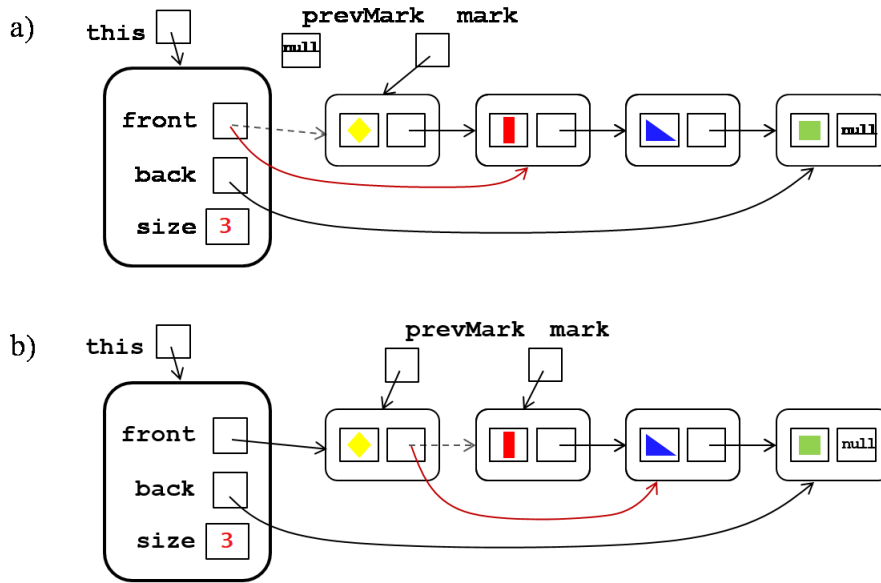 a)
prevMark mark
this
null
front
null
back
size 3
b)
prevMark mark
this
front
null
back
size 3